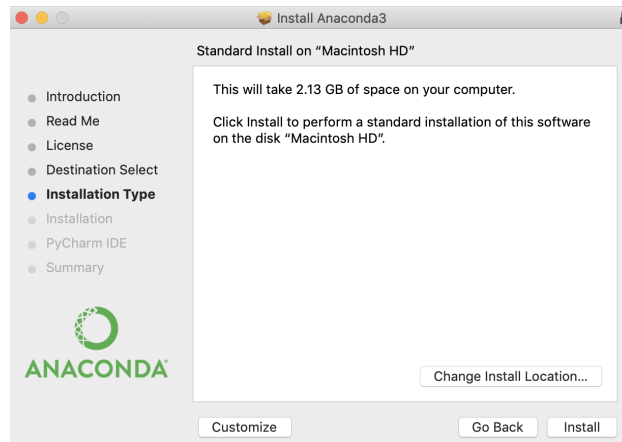 Install Anaconda3
Standard Install on “Macintosh HD”
Introduction
Read Me
License
Destination Select
Installation Type
Installation
PyCharm IDE
Summary
ANACONDA
This will take 2.13 GB of space on your computer.
Click Install to perform a standard installation of this software
on the disk “Macintosh HD”.
Change Install Location...
Customize
Go Back
Install